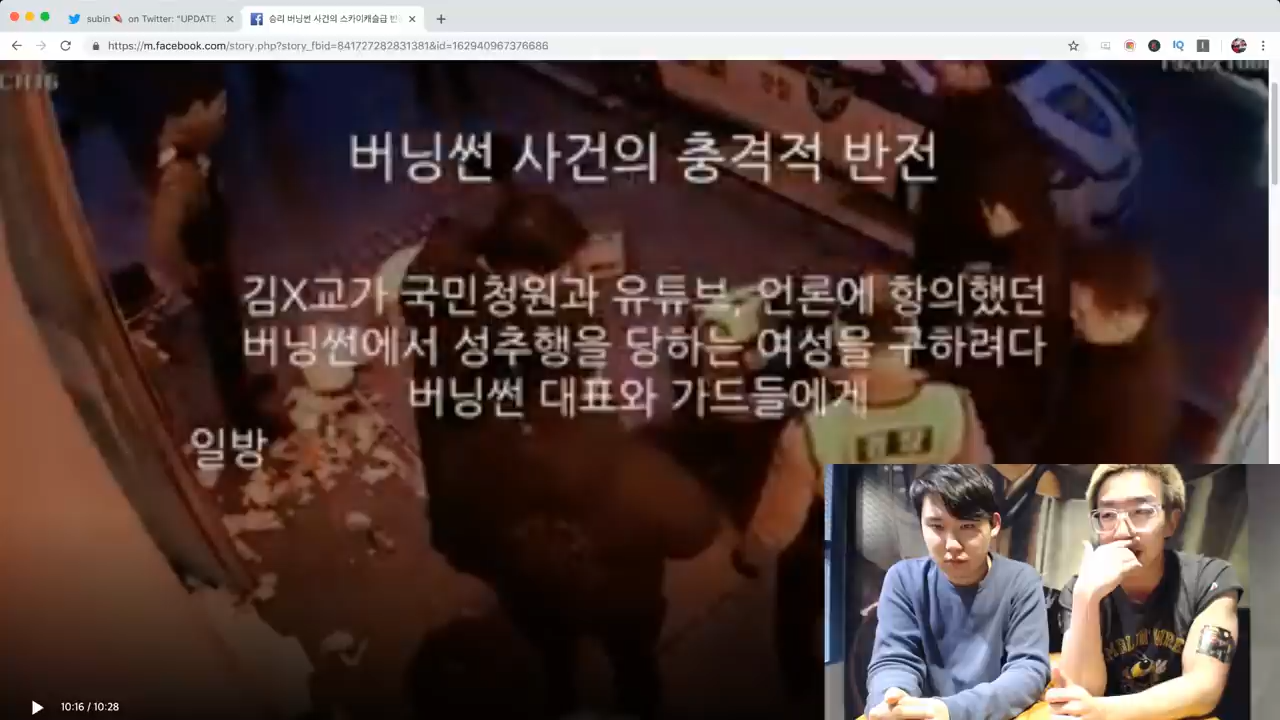 subin on Twitter: "UPDATE
승리 버닝썬 사건의 스카이캐슬급 반
https://m.facebook.com/story.php?story_fbid=841727282831381&id=162940967376686
IQ
버닝썬 사건의 충격적 반전
김X교가 국민청원과 유튜브, 언론에 항의했던
버닝썬에서 성추행을 당하는 여성을 구하려다
버닝썬 대표와 가드들에게
일방
10:16 / 10:28